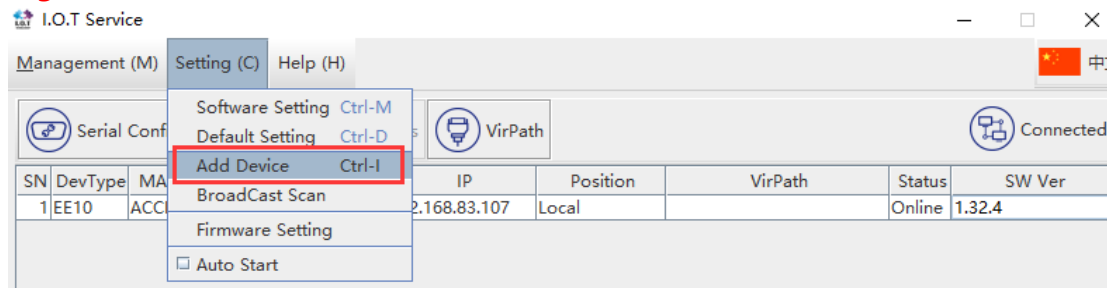 I.O.T Service
Management (M) Setting (C) Help (H) 中
Software Setting Ctrl-M
Serial Conf VirPath Connected
Default Setting Ctrl-D
Add Device Ctrl-I
SN DevType MA IP Position VirPath Status SW Ver
BroadCast Scan
1 EE10 ACCI 2.168.83.107 Local Online 1.32.4
Firmware Setting
Auto Start